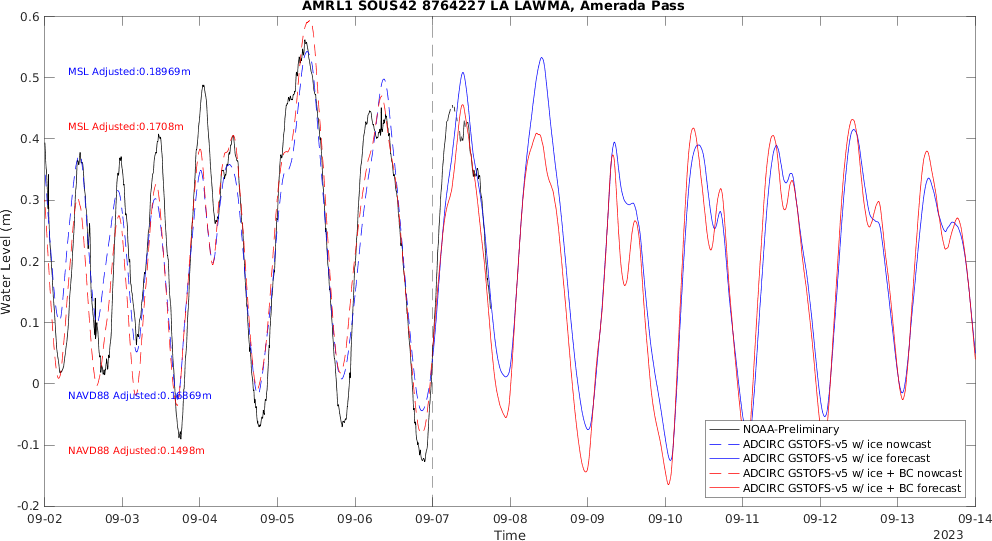 AMRL1 SOUS42 8764227 LA LAWMA, Amerada Pass
Water Level (m)
0.6
0.5
0.4
0.3
0.2
0.1
0
-0.1
-0.2
MSL Adjusted:0.18969m
MSL Adjusted:0.1708m
NAVD88 Adjusted:0.16869m
NAVD88 Adjusted:0.1498m
NOAA-Preliminary
ADCIRC GSTOFS-v5 w/ ice nowcast
ADCIRC GSTOFS-v5 w/ ice forecast
ADCIRC GSTOFS-v5 w/ ice + BC nowcast
ADCIRC GSTOFS-v5 w/ ice + BC forecast
09-02 09-03 09-04 09-05 09-06 09-07 09-08 09-09 09-10 09-11 09-12 09-13 09-14
Time
2023